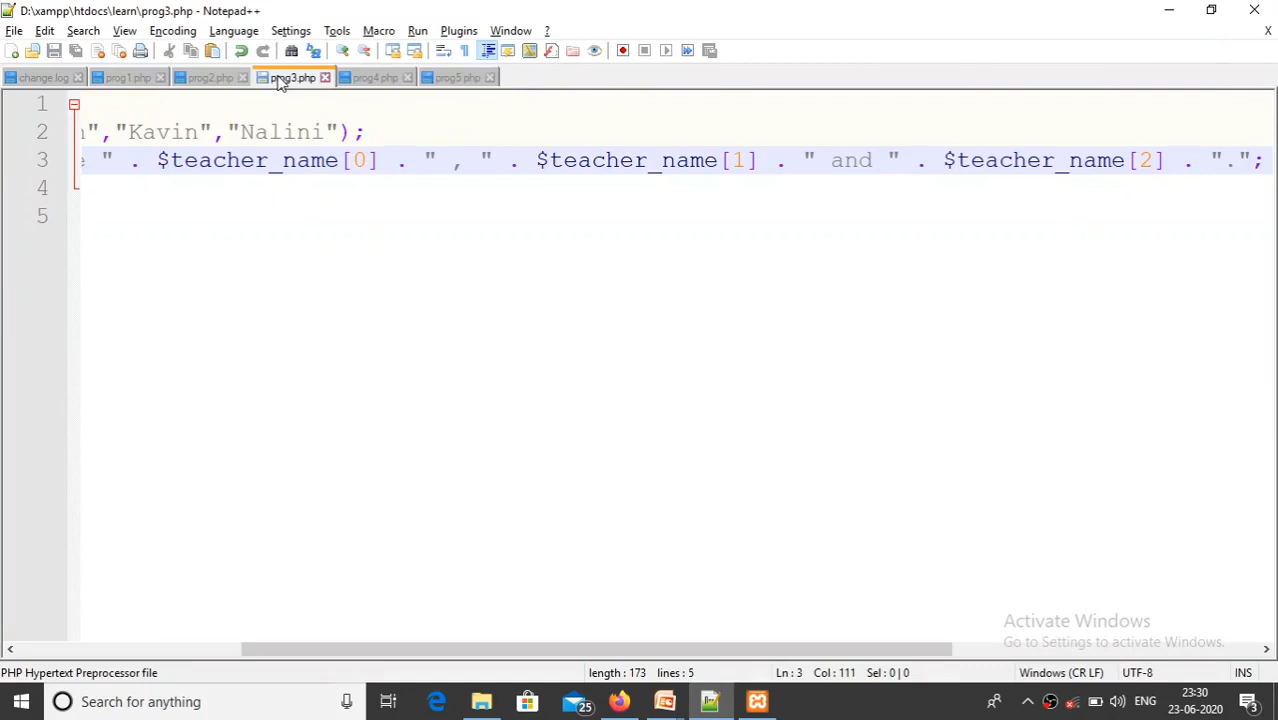 D:\xampp\htdocs\learn\prog3.php - Notepad++
File Edit Search View Encoding Language Settings Tools Macro Run Plugins Window ? X
change.log prog1.php prog2.php prog3.php prog4.php prog5.php
1
2 ","Kavin","Nalini");
3 " . $teacher_name[0] . " , " . $teacher_name[1] . " and " . $teacher_name[2] . ".";
4
5
Activate Windows
Go to Settings to activate Windows.
PHP Hypertext Preprocessor file length : 173 lines : 5 Ln : 3 Col : 111 Sel : 0 | 0 Windows (CR LF) UTF-8 INS
Search for anything 25 ENG 23:30
23-06-2020 3